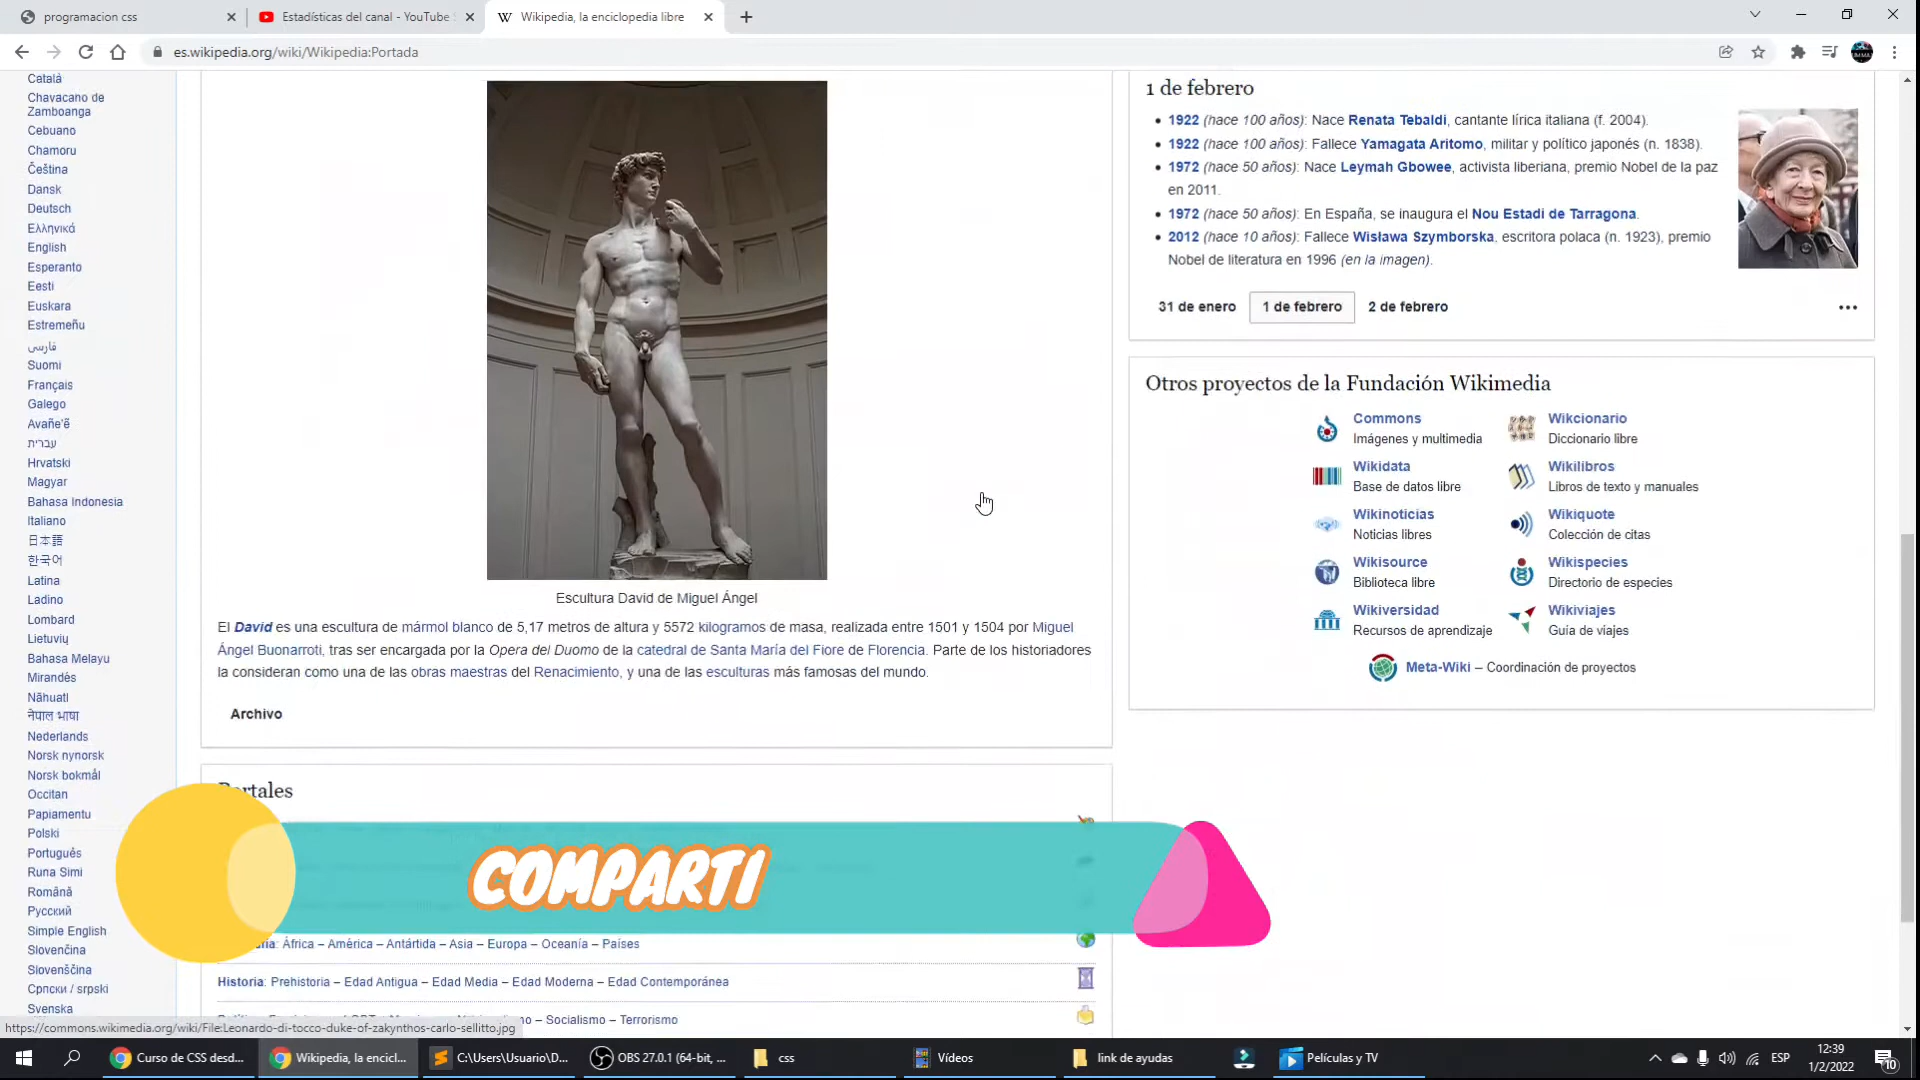 programacion css
Estadísticas del canal - YouTube
Wikipedia, la enciclopedia libre
es.wikipedia.org/wiki/Wikipedia:Portada
Català
Chavacano de
Zamboanga
Cebuano
Chamoru
Čeština
Dansk
Deutsch
Ελληνικά
English
Esperanto
Eesti
Euskara
Estremeñu
فارسی
Suomi
Français
Galego
Avañe'ẽ
עברית
Hrvatski
Magyar
Bahasa Indonesia
Italiano
日本語
한국어
Latina
Ladino
Lombard
Lietuvių
Bahasa Melayu
Mirandés
Nāhuatl
नेपाल भाषा
Nederlands
Norsk nynorsk
Norsk bokmål
Occitan
Papiamentu
Polski
Português
Runa Simi
Română
Русский
Simple English
Slovenčina
Slovenščina
Српски / srpski
Svenska
Escultura David de Miguel Ángel
El David es una escultura de mármol blanco de 5,17 metros de altura y 5572 kilogramos de masa, realizada entre 1501 y 1504 por Miguel
Ángel Buonarroti, tras ser encargada por la Opera del Duomo de la catedral de Santa María del Fiore de Florencia. Parte de los historiadores
la consideran como una de las obras maestras del Renacimiento, y una de las esculturas más famosas del mundo.
Archivo
Portales
COMPARTI
África – América – Antártida – Asia – Europa – Oceanía – Países
Historia: Prehistoria – Edad Antigua – Edad Media – Edad Moderna – Edad Contemporánea
– Socialismo – Terrorismo
1 de febrero
• 1922 (hace 100 años): Nace Renata Tebaldi, cantante lírica italiana (f. 2004).
• 1922 (hace 100 años): Fallece Yamagata Aritomo, militar y político japonés (n. 1838).
• 1972 (hace 50 años): Nace Leymah Gbowee, activista liberiana, premio Nobel de la paz
en 2011.
• 1972 (hace 50 años): En España, se inaugura el Nou Estadi de Tarragona.
• 2012 (hace 10 años): Fallece Wisława Szymborska, escritora polaca (n. 1923), premio
Nobel de literatura en 1996 (en la imagen).
31 de enero 1 de febrero 2 de febrero
Otros proyectos de la Fundación Wikimedia
Commons
Imágenes y multimedia
Wikcionario
Diccionario libre
Wikidata
Base de datos libre
Wikilibros
Libros de texto y manuales
Wikinoticias
Noticias libres
Wikiquote
Colección de citas
Wikisource
Biblioteca libre
Wikispecies
Directorio de especies
Wikiversidad
Recursos de aprendizaje
Wikiviajes
Guía de viajes
Meta-Wiki – Coordinación de proyectos
https://commons.wikimedia.org/wiki/File:Leonardo-di-tocco-duke-of-zakynthos-carlo-sellitto.jpg
Curso de CSS desd...
Wikipedia, la encicl...
C:\Users\Usuario\D...
OBS 27.0.1 (64-bit, ...
css
Vídeos
link de ayudas
Películas y TV
ESP
12:39
1/2/2022
10